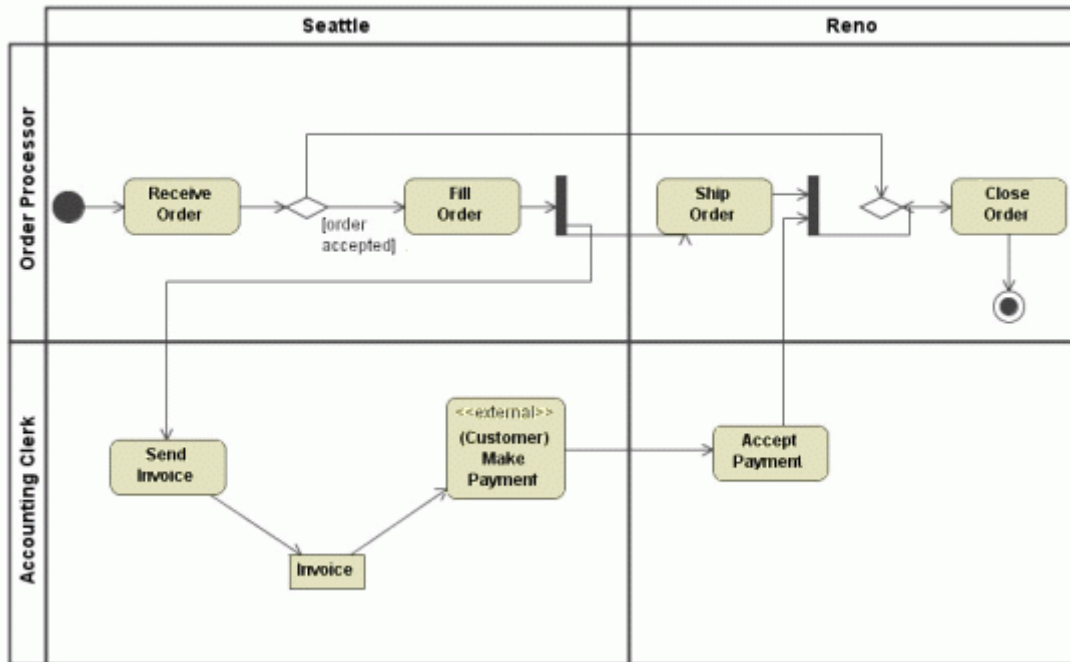 Seattle
Reno
Order Processor
Receive
Order
[order
accepted]
Fill
Order
Ship
Order
Close
Order
Accounting Clerk
Send
Invoice
Invoice
<<external>>
(Customer)
Make
Payment
Accept
Payment